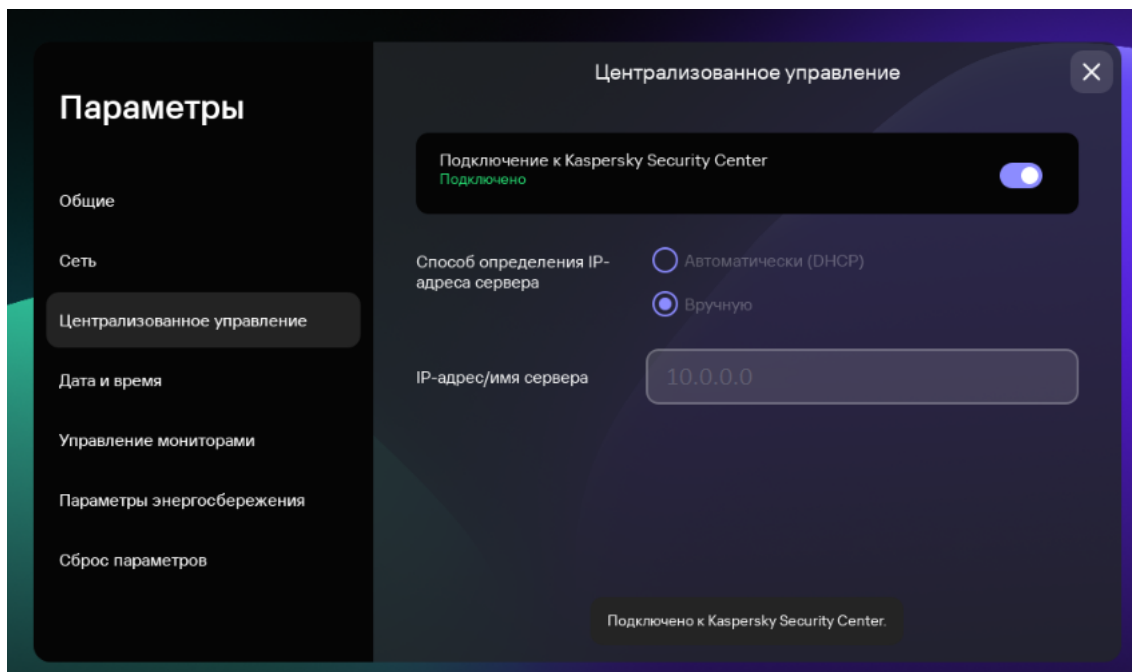 Параметры
Общие
Сеть
Централизованное управление
Дата и время
Управление мониторами
Параметры энергосбережения
Сброс параметров
Централизованное управление
Подключение к Kaspersky Security Center
Подключено
Способ определения IP-
адреса сервера
Автоматически (DHCP)
Вручную
IP-адрес/имя сервера
10.0.0.0
Подключено к Kaspersky Security Center.